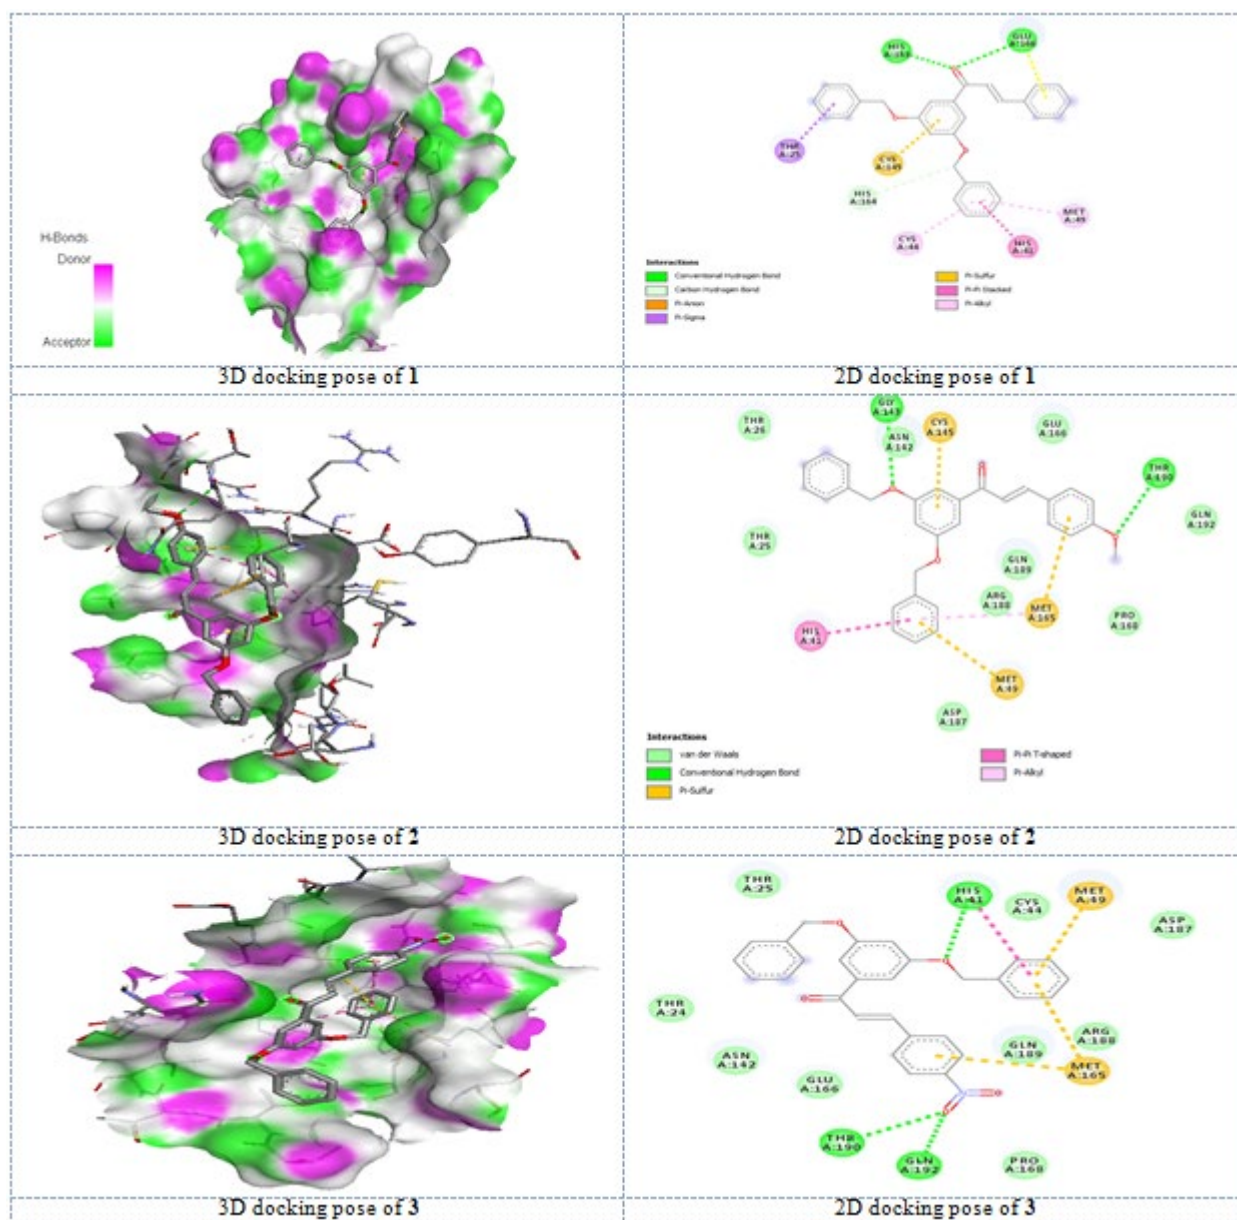 HIS
A:163
GLU
A:166
H-Bonds
Donor
Acceptor
THR
A:25
CYS
A:145
HIS
A:164
CYS
A:44
HIS
A:41
MET
A:49
Interactions
Conventional Hydrogen Bond
Carbon Hydrogen Bond
Pi-Anion
Pi-Sigma
Pi-Sulfur
Pi-Pi Stacked
Pi-Alkyl
3D docking pose of 1
2D docking pose of 1
THR
A:26
GLY
A:143
ASN
A:142
CYS
A:145
GLU
A:166
THR
A:190
GLN
A:192
THR
A:25
GLN
A:189
ARG
A:188
MET
A:165
PRO
A:168
HIS
A:41
MET
A:49
ASP
A:187
Interactions
van der Waals
Conventional Hydrogen Bond
Pi-Sulfur
Pi-Pi T-shaped
Pi-Alkyl
3D docking pose of 2
2D docking pose of 2
THR
A:25
HIS
A:41
CYS
A:44
MET
A:49
ASP
A:187
THR
A:24
ASN
A:142
GLU
A:166
GLN
A:189
ARG
A:188
MET
A:165
THR
A:190
GLN
A:192
PRO
A:168
3D docking pose of 3
2D docking pose of 3